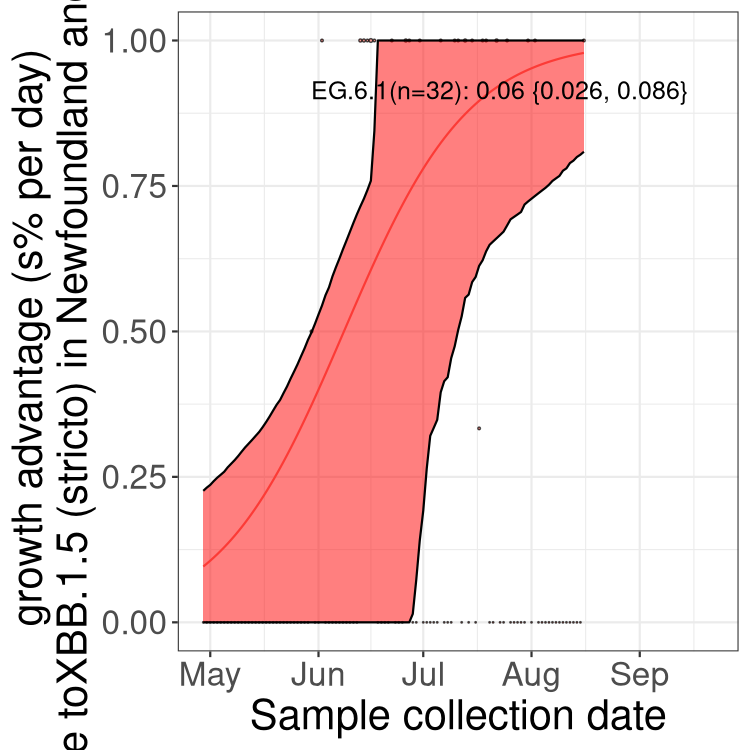 growth advantage (s% per day)
toXBB.1.5 (stricto) in Newfoundland
1.00
0.75
0.50
0.25
0.00
EG.6.1(n=32): 0.06 {0.026, 0.086}
May Jun Jul Aug Sep
Sample collection date